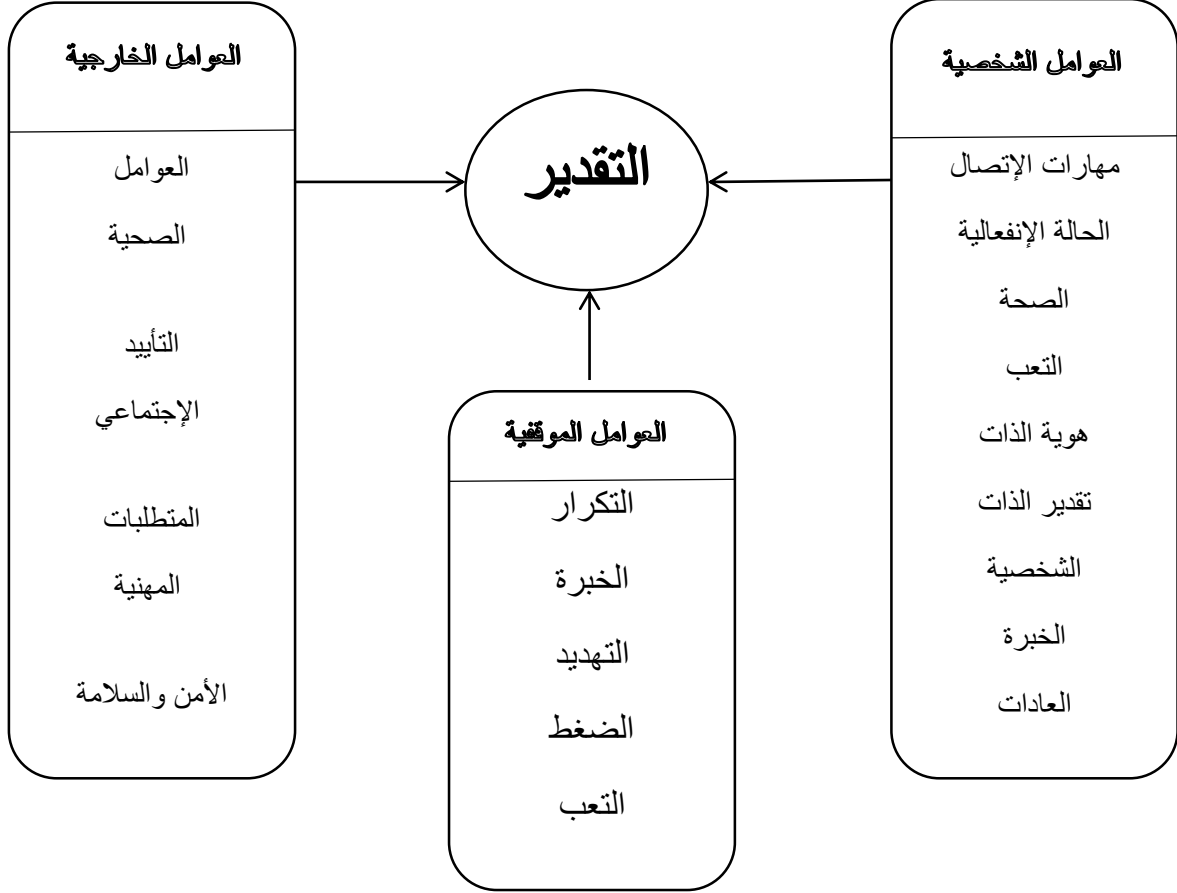 العوامل الشخصية
مهارات الإتصال
الحالة الإنفعالية
الصحة
التعب
هوية الذات
تقدير الذات
الشخصية
الخبرة
العادات
التقدير
العوامل الموقفية
التكرار
الخبرة
التهديد
الضغط
التعب
العوامل الخارجية
العوامل
الصحية
التأييد
الإجتماعي
المتطلبات
المهنية
الأمن والسلامة